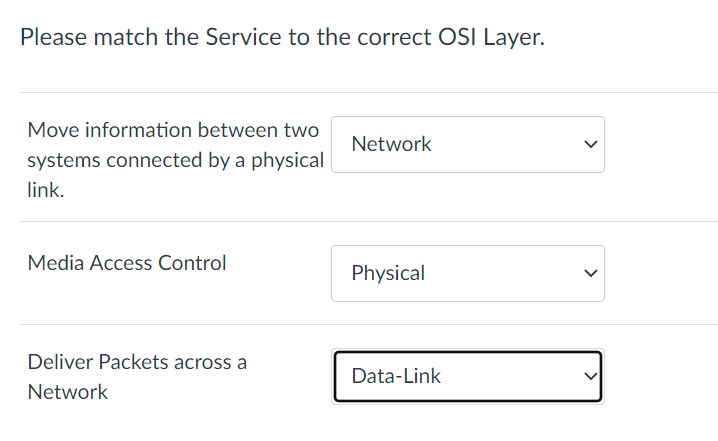 Please match the Service to the correct OSI Layer.
Move information between two
systems connected by a physical
link.
Network
Media Access Control
Physical
Deliver Packets across a
Network
Data-Link